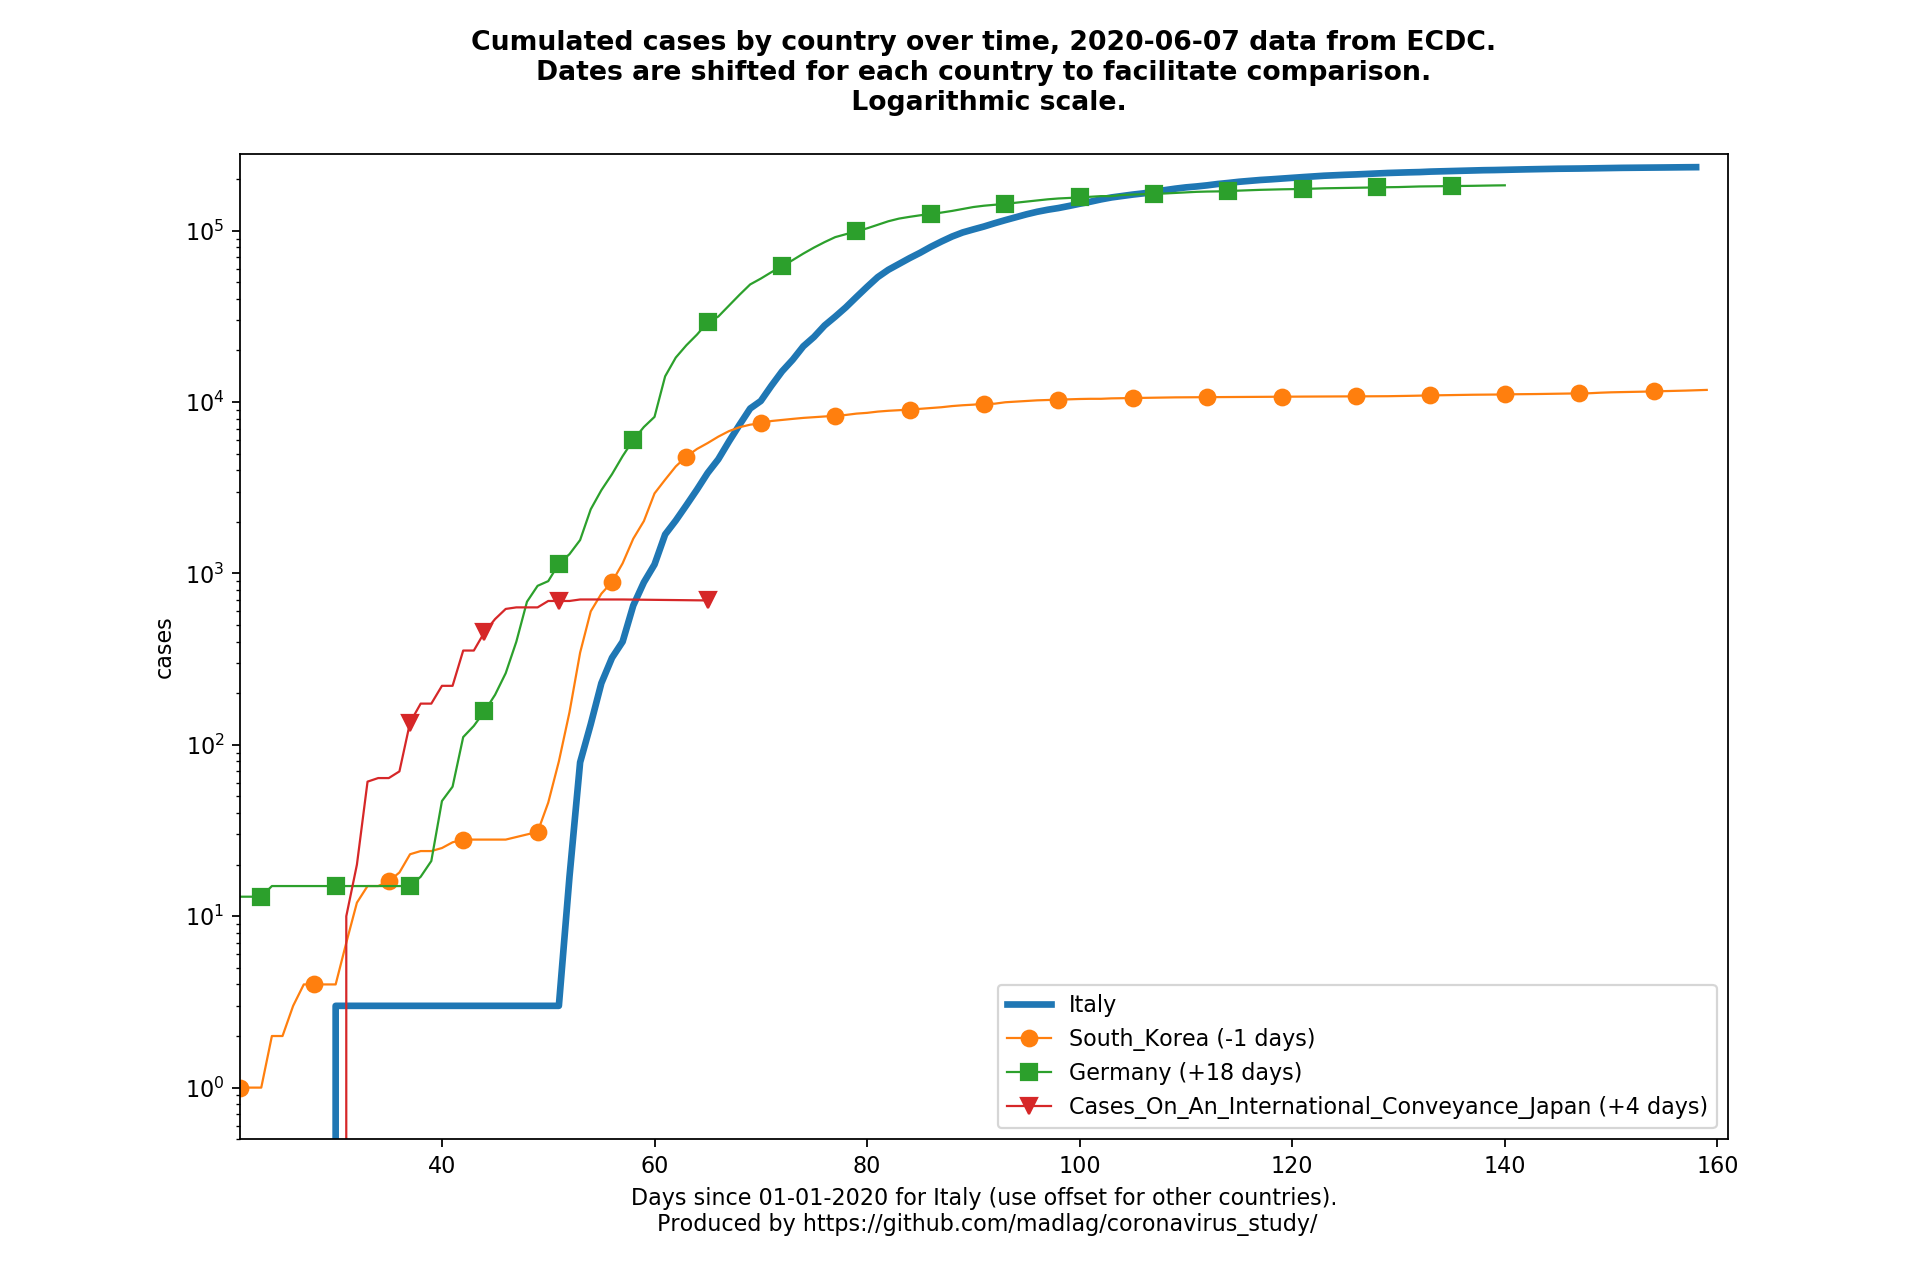 Cumulated cases by country over time, 2020-06-07 data from ECDC.
Dates are shifted for each country to facilitate comparison.
Logarithmic scale.
cases
10^5
10^4
10^3
10^2
10^1
10^0
Italy
South_Korea (-1 days)
Germany (+18 days)
Cases_On_An_International_Conveyance_Japan (+4 days)
40 60 80 100 120 140 160
Days since 01-01-2020 for Italy (use offset for other countries).
Produced by https://github.com/madlag/coronavirus_study/